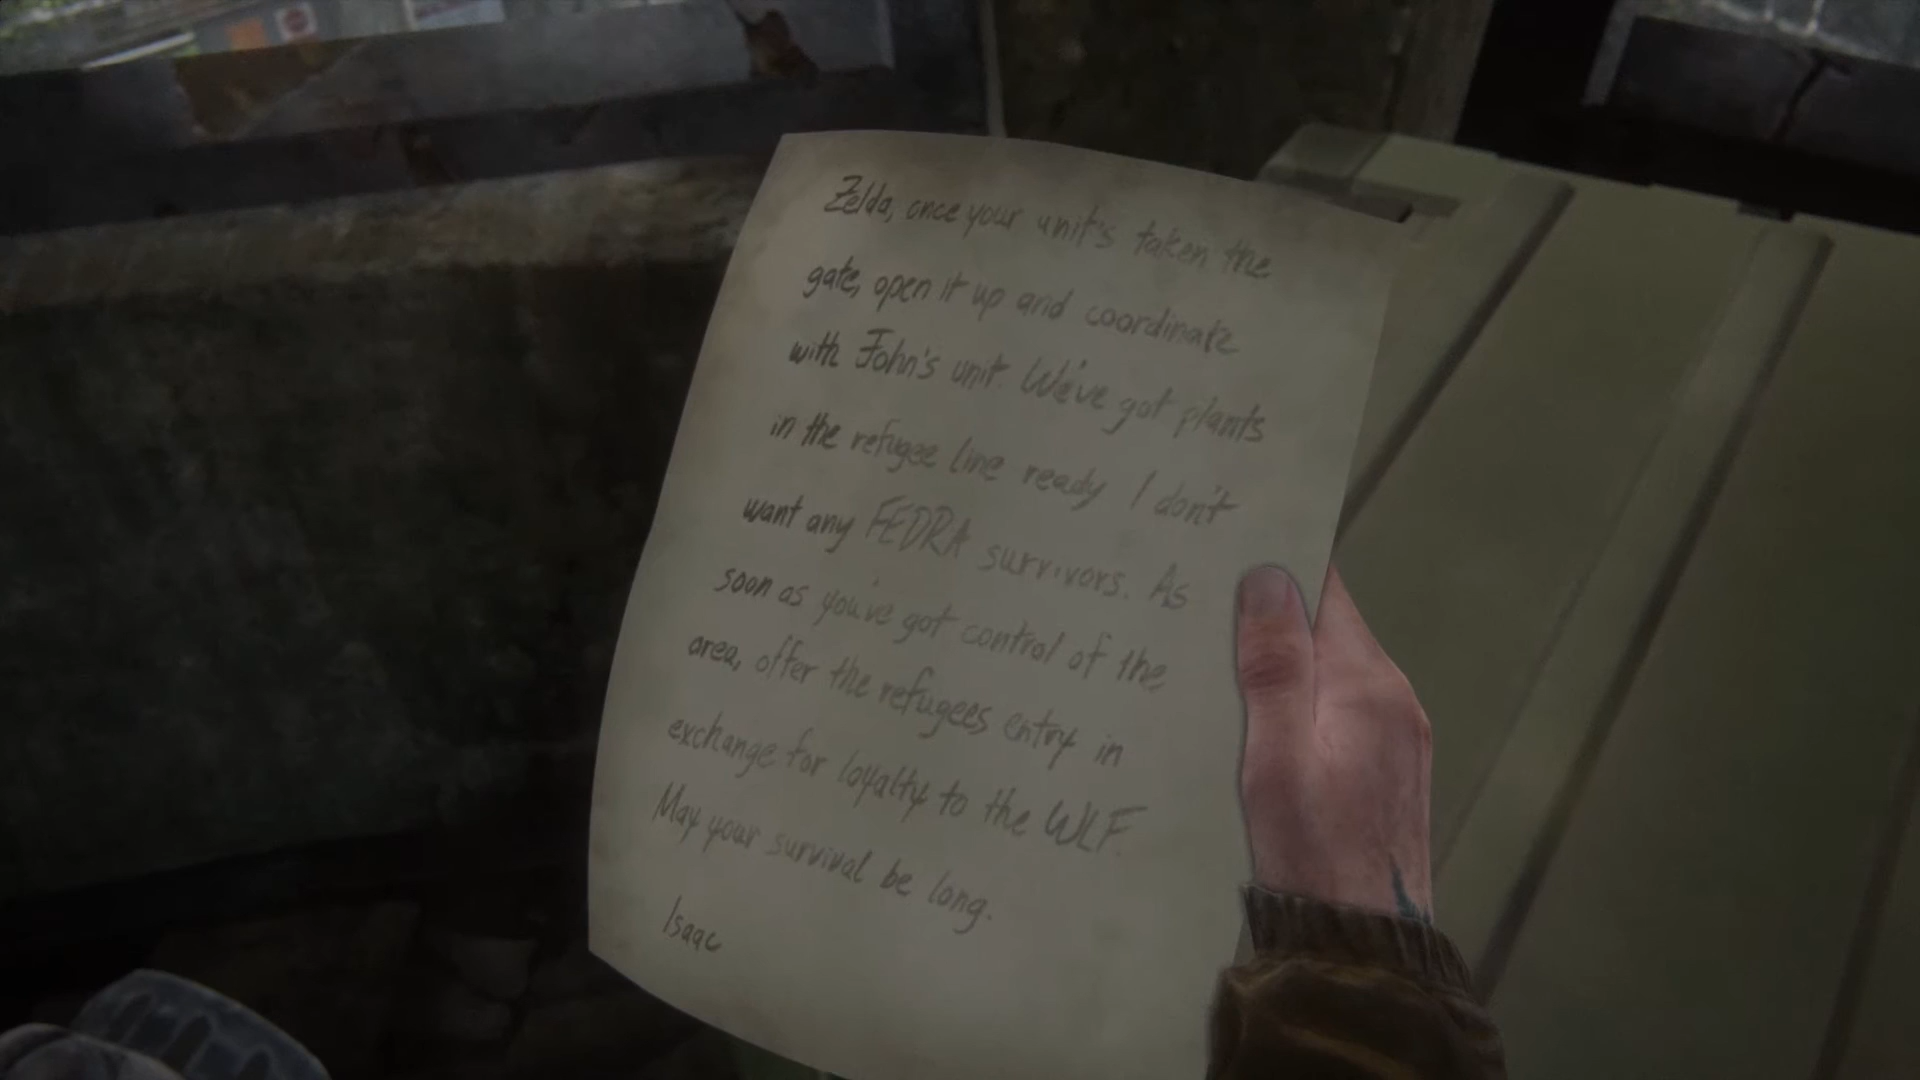 Zelda, once your unit's taken the
gate, open it up and coordinate
with John's unit. We've got plants
in the refugee line ready I don't
want any FEDRA survivors. As
soon as you've got control of the
area, offer the refugees entry in
exchange for loyalty to the WLF.
May your survival be long.
Isaac